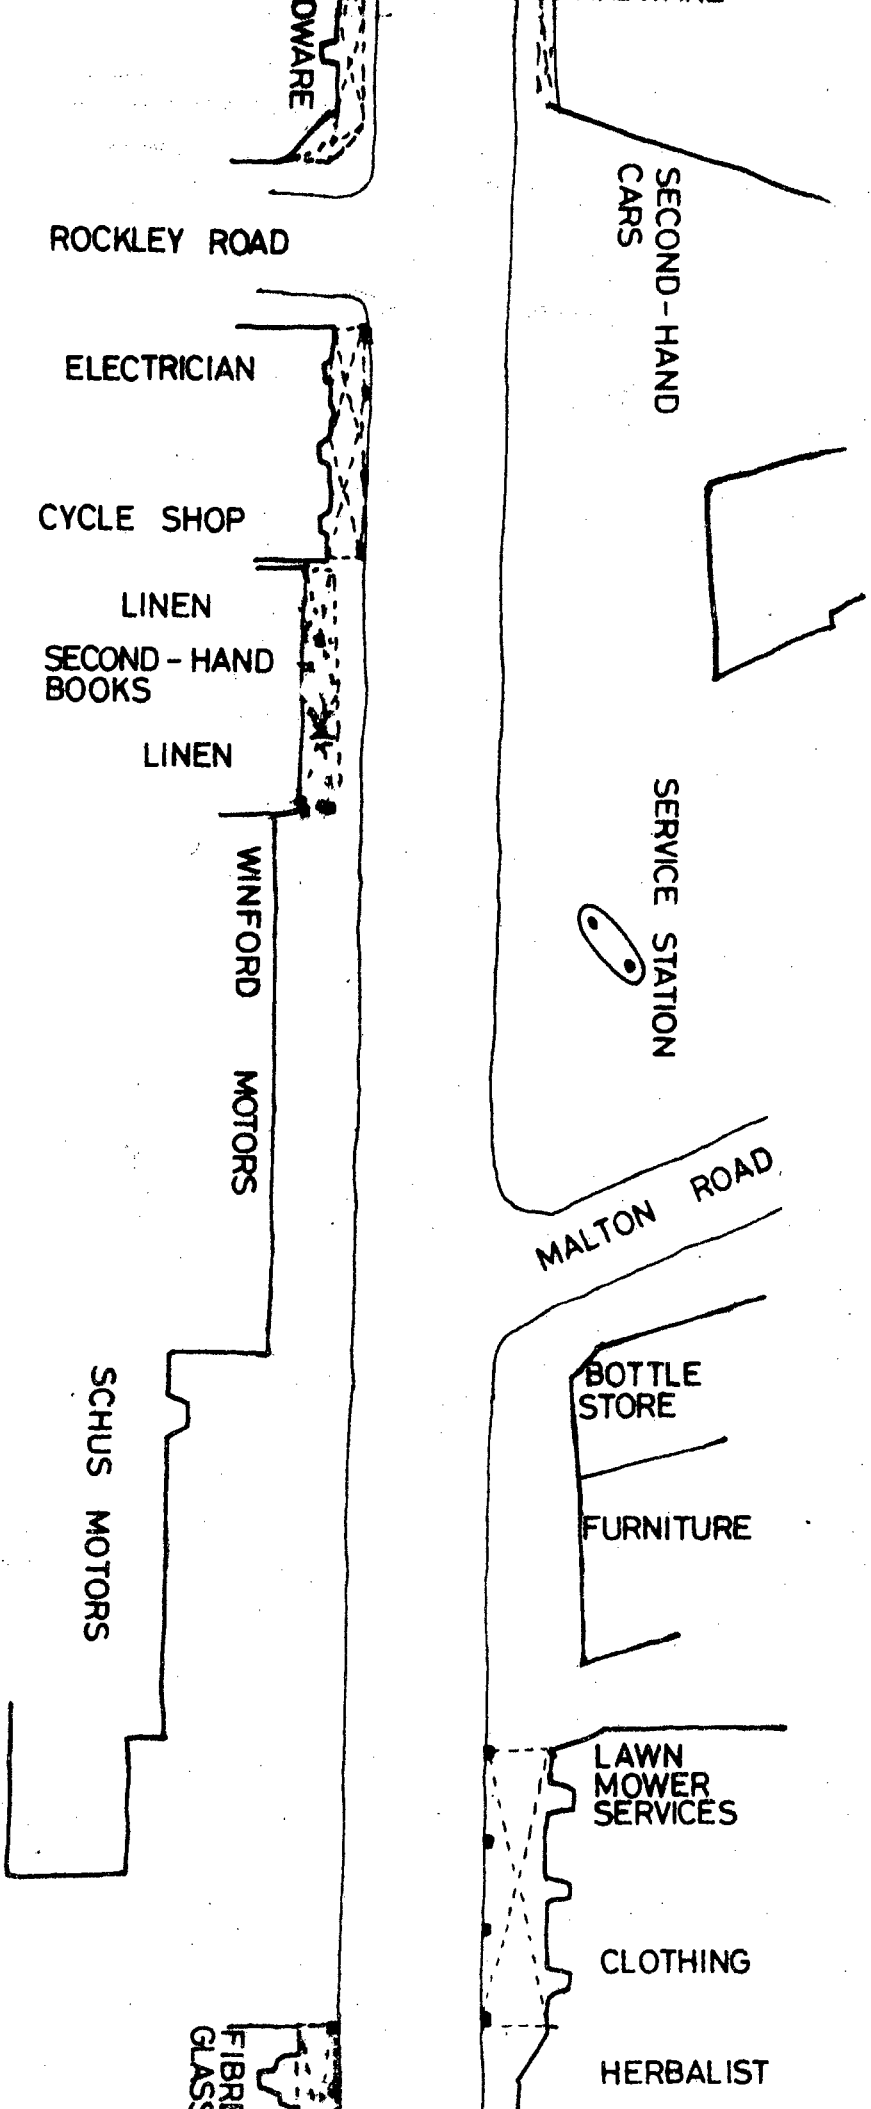 DWARE
SECOND-HAND
CARS
ROCKLEY ROAD
ELECTRICIAN
CYCLE SHOP
LINEN
SECOND-HAND
BOOKS
LINEN
SERVICE STATION
WINFORD MOTORS
MALTON ROAD
BOTTLE
STORE
SCHUS MOTORS
FURNITURE
LAWN
MOWER
SERVICES
CLOTHING
FIBRE
GLASS
HERBALIST